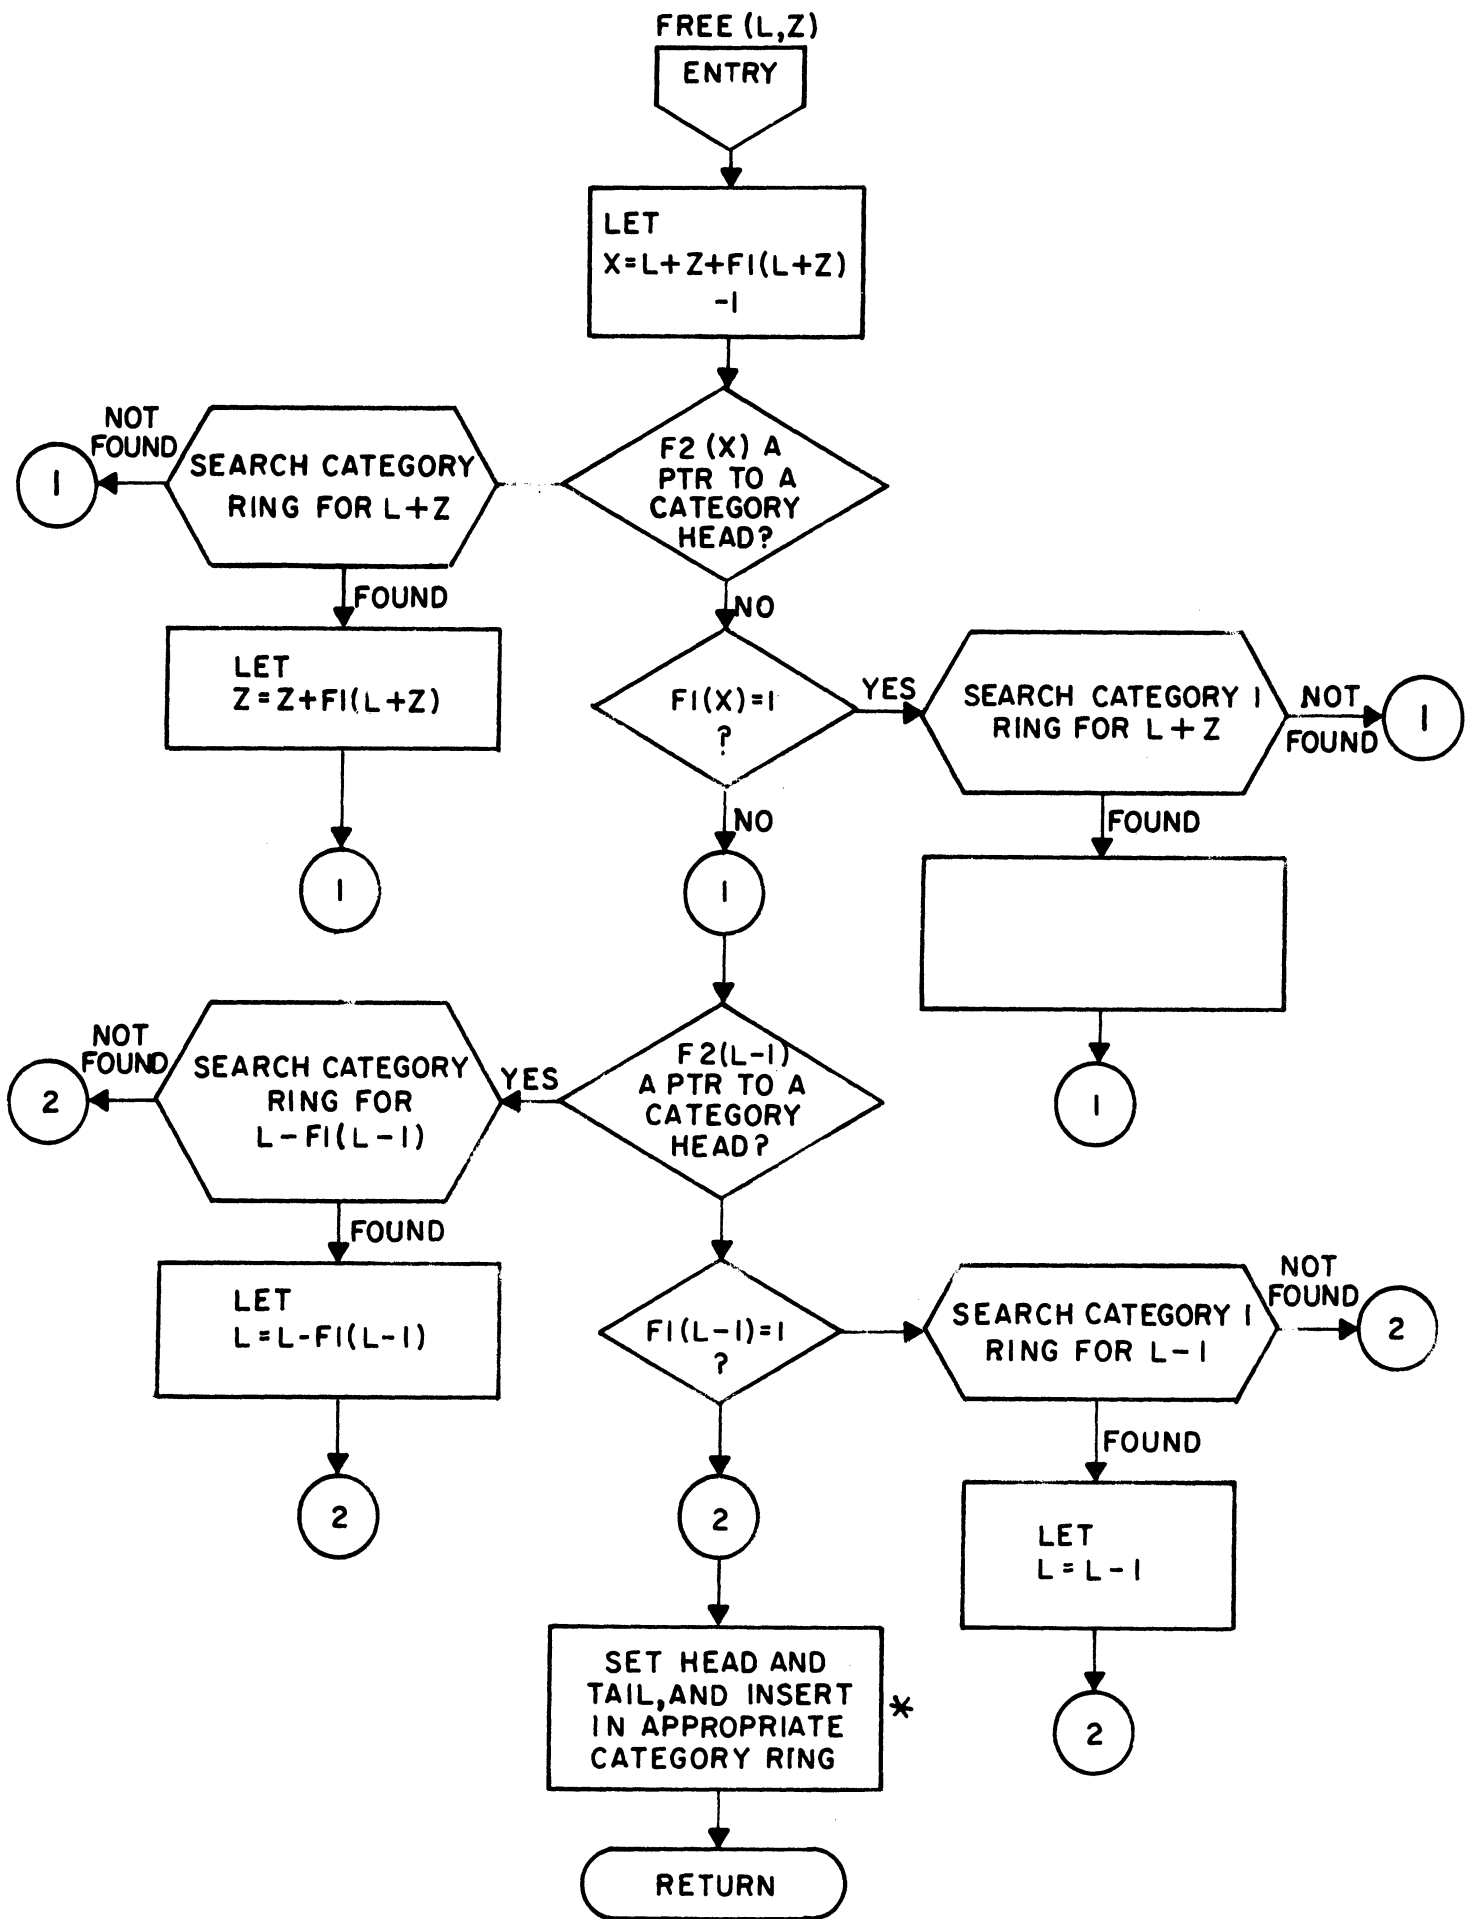 FREE (L,Z)
ENTRY
LET
X=L+Z+F1(L+Z)
-1
NOT
FOUND
1
SEARCH CATEGORY
RING FOR L+Z
F2 (X) A
PTR TO A
CATEGORY
HEAD?
FOUND
NO
LET
Z=Z+F1(L+Z)
F1(X)=1
?
YES
SEARCH CATEGORY 1
RING FOR L+Z
NOT
FOUND
1
NO
FOUND
1
1
NOT
FOUND
2
SEARCH CATEGORY
RING FOR
L-F1(L-1)
YES
F2(L-1)
A PTR TO A
CATEGORY
HEAD?
1
FOUND
LET
L=L-F1(L-1)
F1(L-1)=1
?
SEARCH CATEGORY 1
RING FOR L-1
NOT
FOUND
2
FOUND
2
2
LET
L=L-1
SET HEAD AND
TAIL, AND INSERT
IN APPROPRIATE
CATEGORY RING
*
2
RETURN